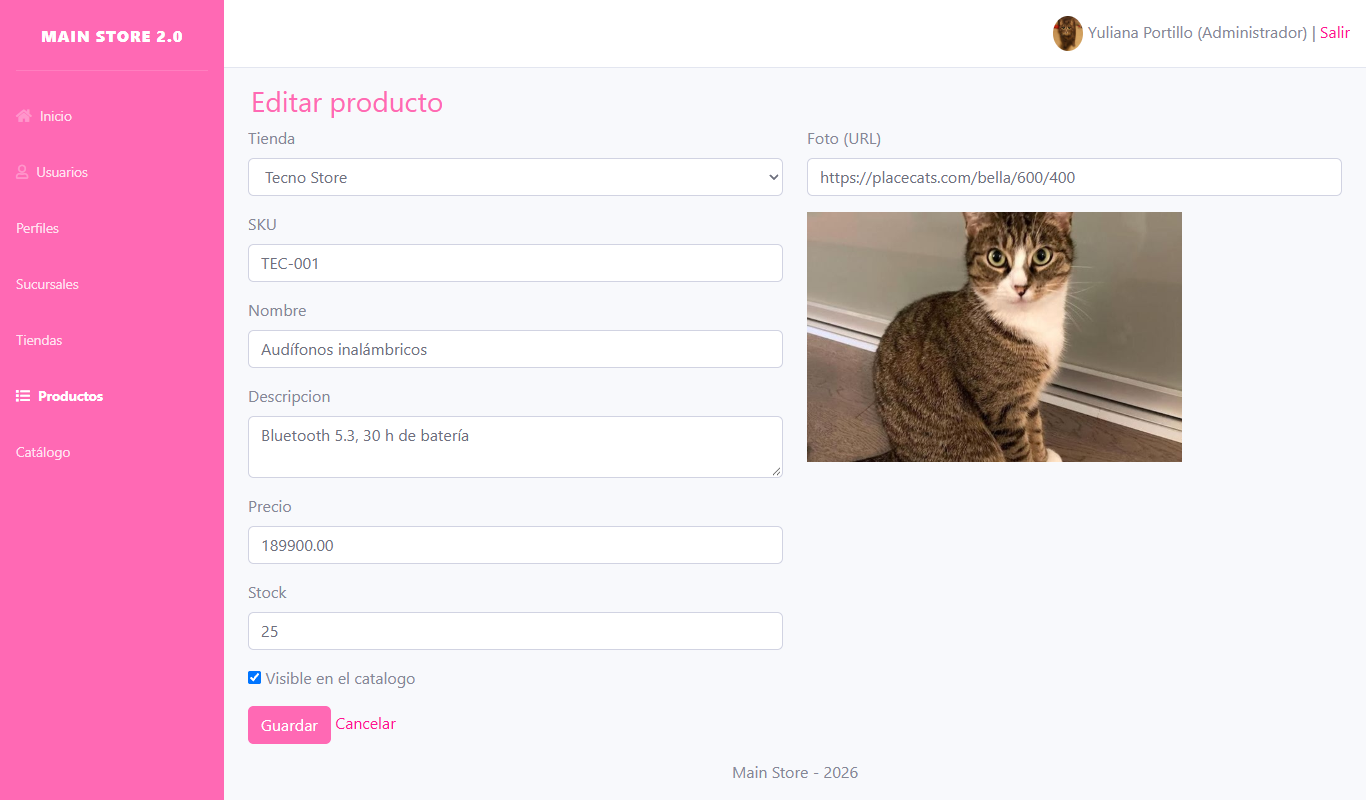 MAIN STORE 2.0
Inicio
Usuarios
Perfiles
Sucursales
Tiendas
Productos
Catálogo
Yuliana Portillo (Administrador) | Salir
Editar producto
Tienda
Tecno Store
SKU
TEC-001
Nombre
Audífonos inalámbricos
Descripcion
Bluetooth 5.3, 30 h de batería
Precio
189900.00
Stock
25
Visible en el catalogo
Guardar Cancelar
Foto (URL)
https://placecats.com/bella/600/400
Main Store - 2026